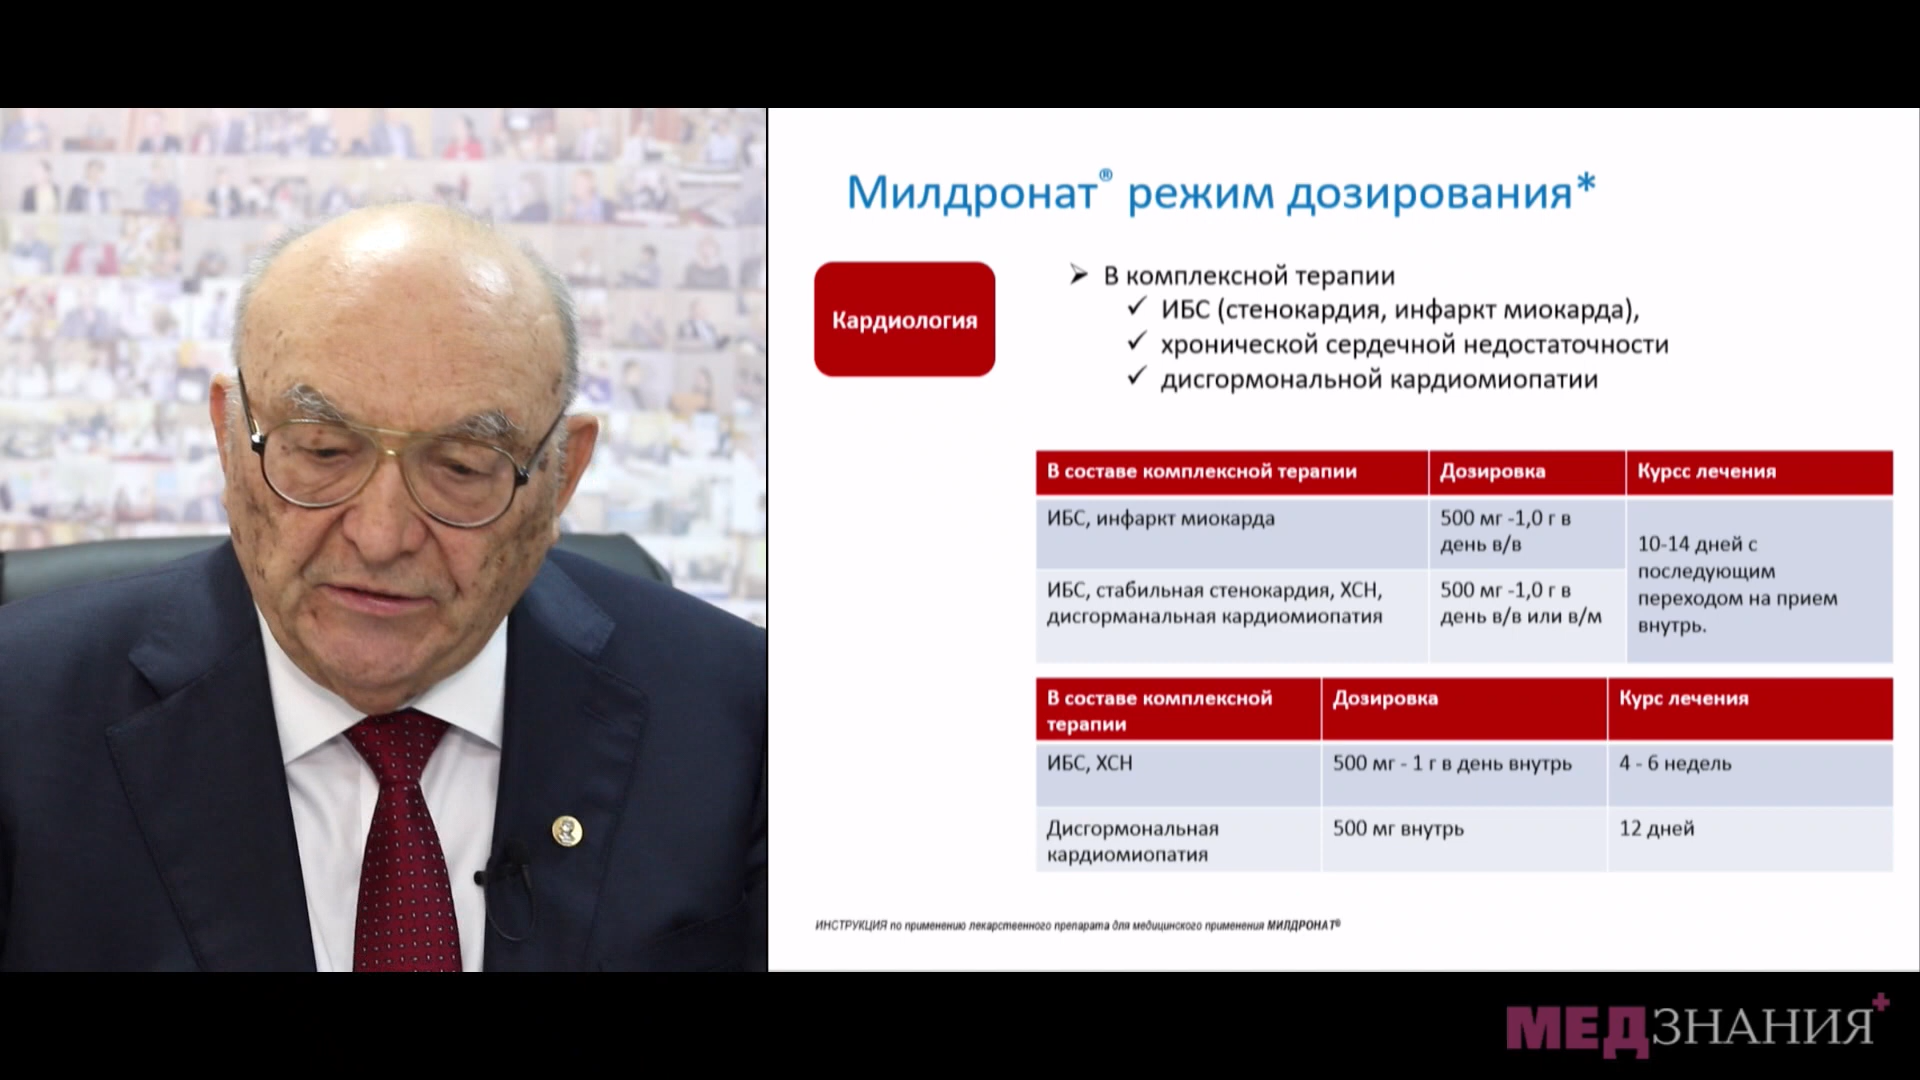 Милдронат® режим дозирования*
Кардиология
В комплексной терапии
ИБС (стенокардия, инфаркт миокарда),
хронической сердечной недостаточности
дисгормональной кардиомиопатии
В составе комплексной терапии
Дозировка
Курсс лечения
ИБС, инфаркт миокарда
500 мг -1,0 г в
день в/в
10-14 дней с
последующим
переходом на прием
внутрь.
ИБС, стабильная стенокардия, ХСН,
дисгорманальная кардиомиопатия
500 мг -1,0 г в
день в/в или в/м
В составе комплексной
терапии
Дозировка
Курс лечения
ИБС, ХСН
500 мг - 1 г в день внутрь
4 - 6 недель
Дисгормональная
кардиомиопатия
500 мг внутрь
12 дней
ИНСТРУКЦИЯ по применению лекарственного препарата для медицинского применения МИЛДРОНАТ®
МЕДЗНАНИЯ+